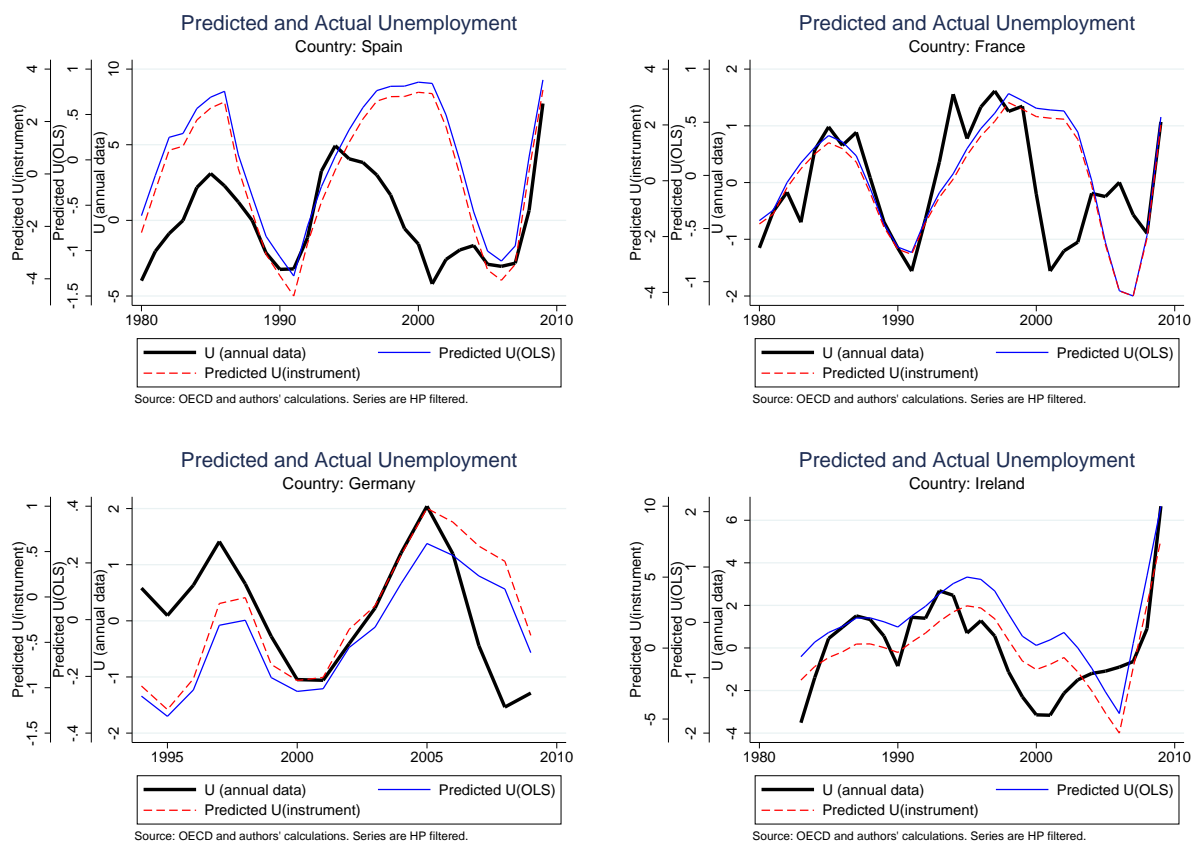 Predicted and Actual Unemployment
Country: Spain
Predicted U(instrument)
-4 -2 0 2 4
Predicted U(OLS)
-1.5 -1 -.5 0 .5 1
U (annual data)
-5 0 5 10
1980 1990 2000 2010
U (annual data) Predicted U(OLS)
Predicted U(instrument)
Source: OECD and authors' calculations. Series are HP filtered.
Predicted and Actual Unemployment
Country: France
Predicted U(instrument)
-4 -2 0 2 4
Predicted U(OLS)
-1 -.5 0 .5 1
U (annual data)
-2 -1 0 1 2
1980 1990 2000 2010
U (annual data) Predicted U(OLS)
Predicted U(instrument)
Source: OECD and authors' calculations. Series are HP filtered.
Predicted and Actual Unemployment
Country: Germany
Predicted U(instrument)
-1.5 -1 -.5 0 .5 1
Predicted U(OLS)
-.4 -.2 0 .2 .4
U (annual data)
-2 -1 0 1 2
1995 2000 2005 2010
U (annual data) Predicted U(OLS)
Predicted U(instrument)
Source: OECD and authors' calculations. Series are HP filtered.
Predicted and Actual Unemployment
Country: Ireland
Predicted U(instrument)
-5 0 5 10
Predicted U(OLS)
-2 -1 0 1 2
U (annual data)
-4 -2 0 2 4 6
1980 1990 2000 2010
U (annual data) Predicted U(OLS)
Predicted U(instrument)
Source: OECD and authors' calculations. Series are HP filtered.